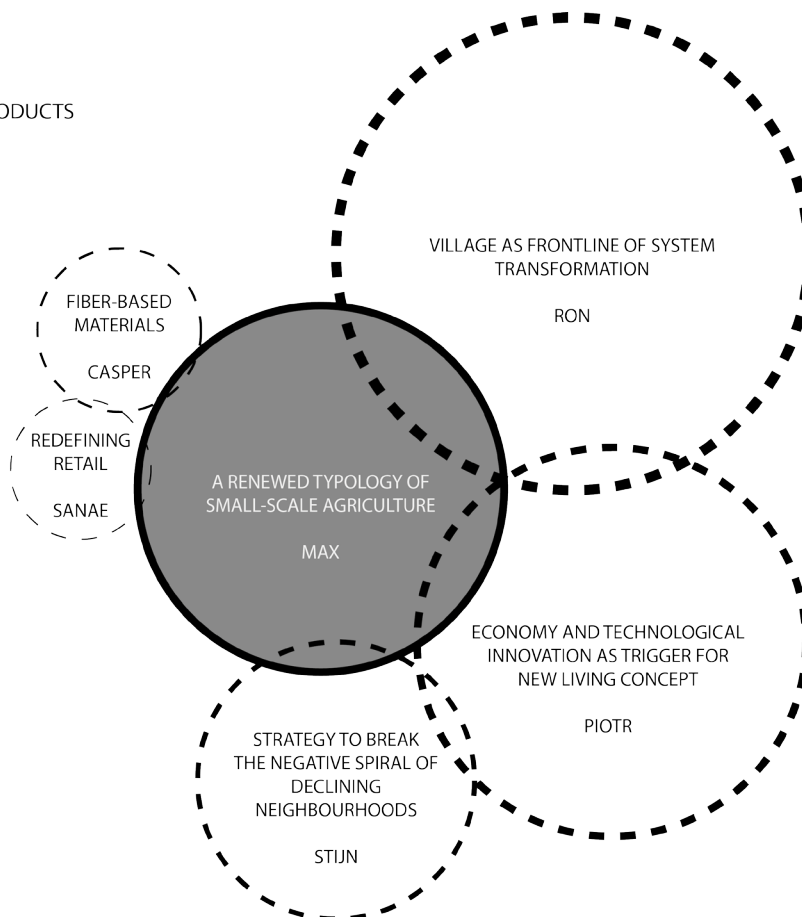 ODUCTS
VILLAGE AS FRONTLINE OF SYSTEM
TRANSFORMATION
RON
FIBER-BASED
MATERIALS
CASPER
REDEFINING
RETAIL
SANAE
A RENEWED TYPOLOGY OF
SMALL-SCALE AGRICULTURE
MAX
ECONOMY AND TECHNOLOGICAL
INNOVATION AS TRIGGER FOR
NEW LIVING CONCEPT
PIOTR
STRATEGY TO BREAK
THE NEGATIVE SPIRAL OF
DECLINING
NEIGHBOURHOODS
STIJN